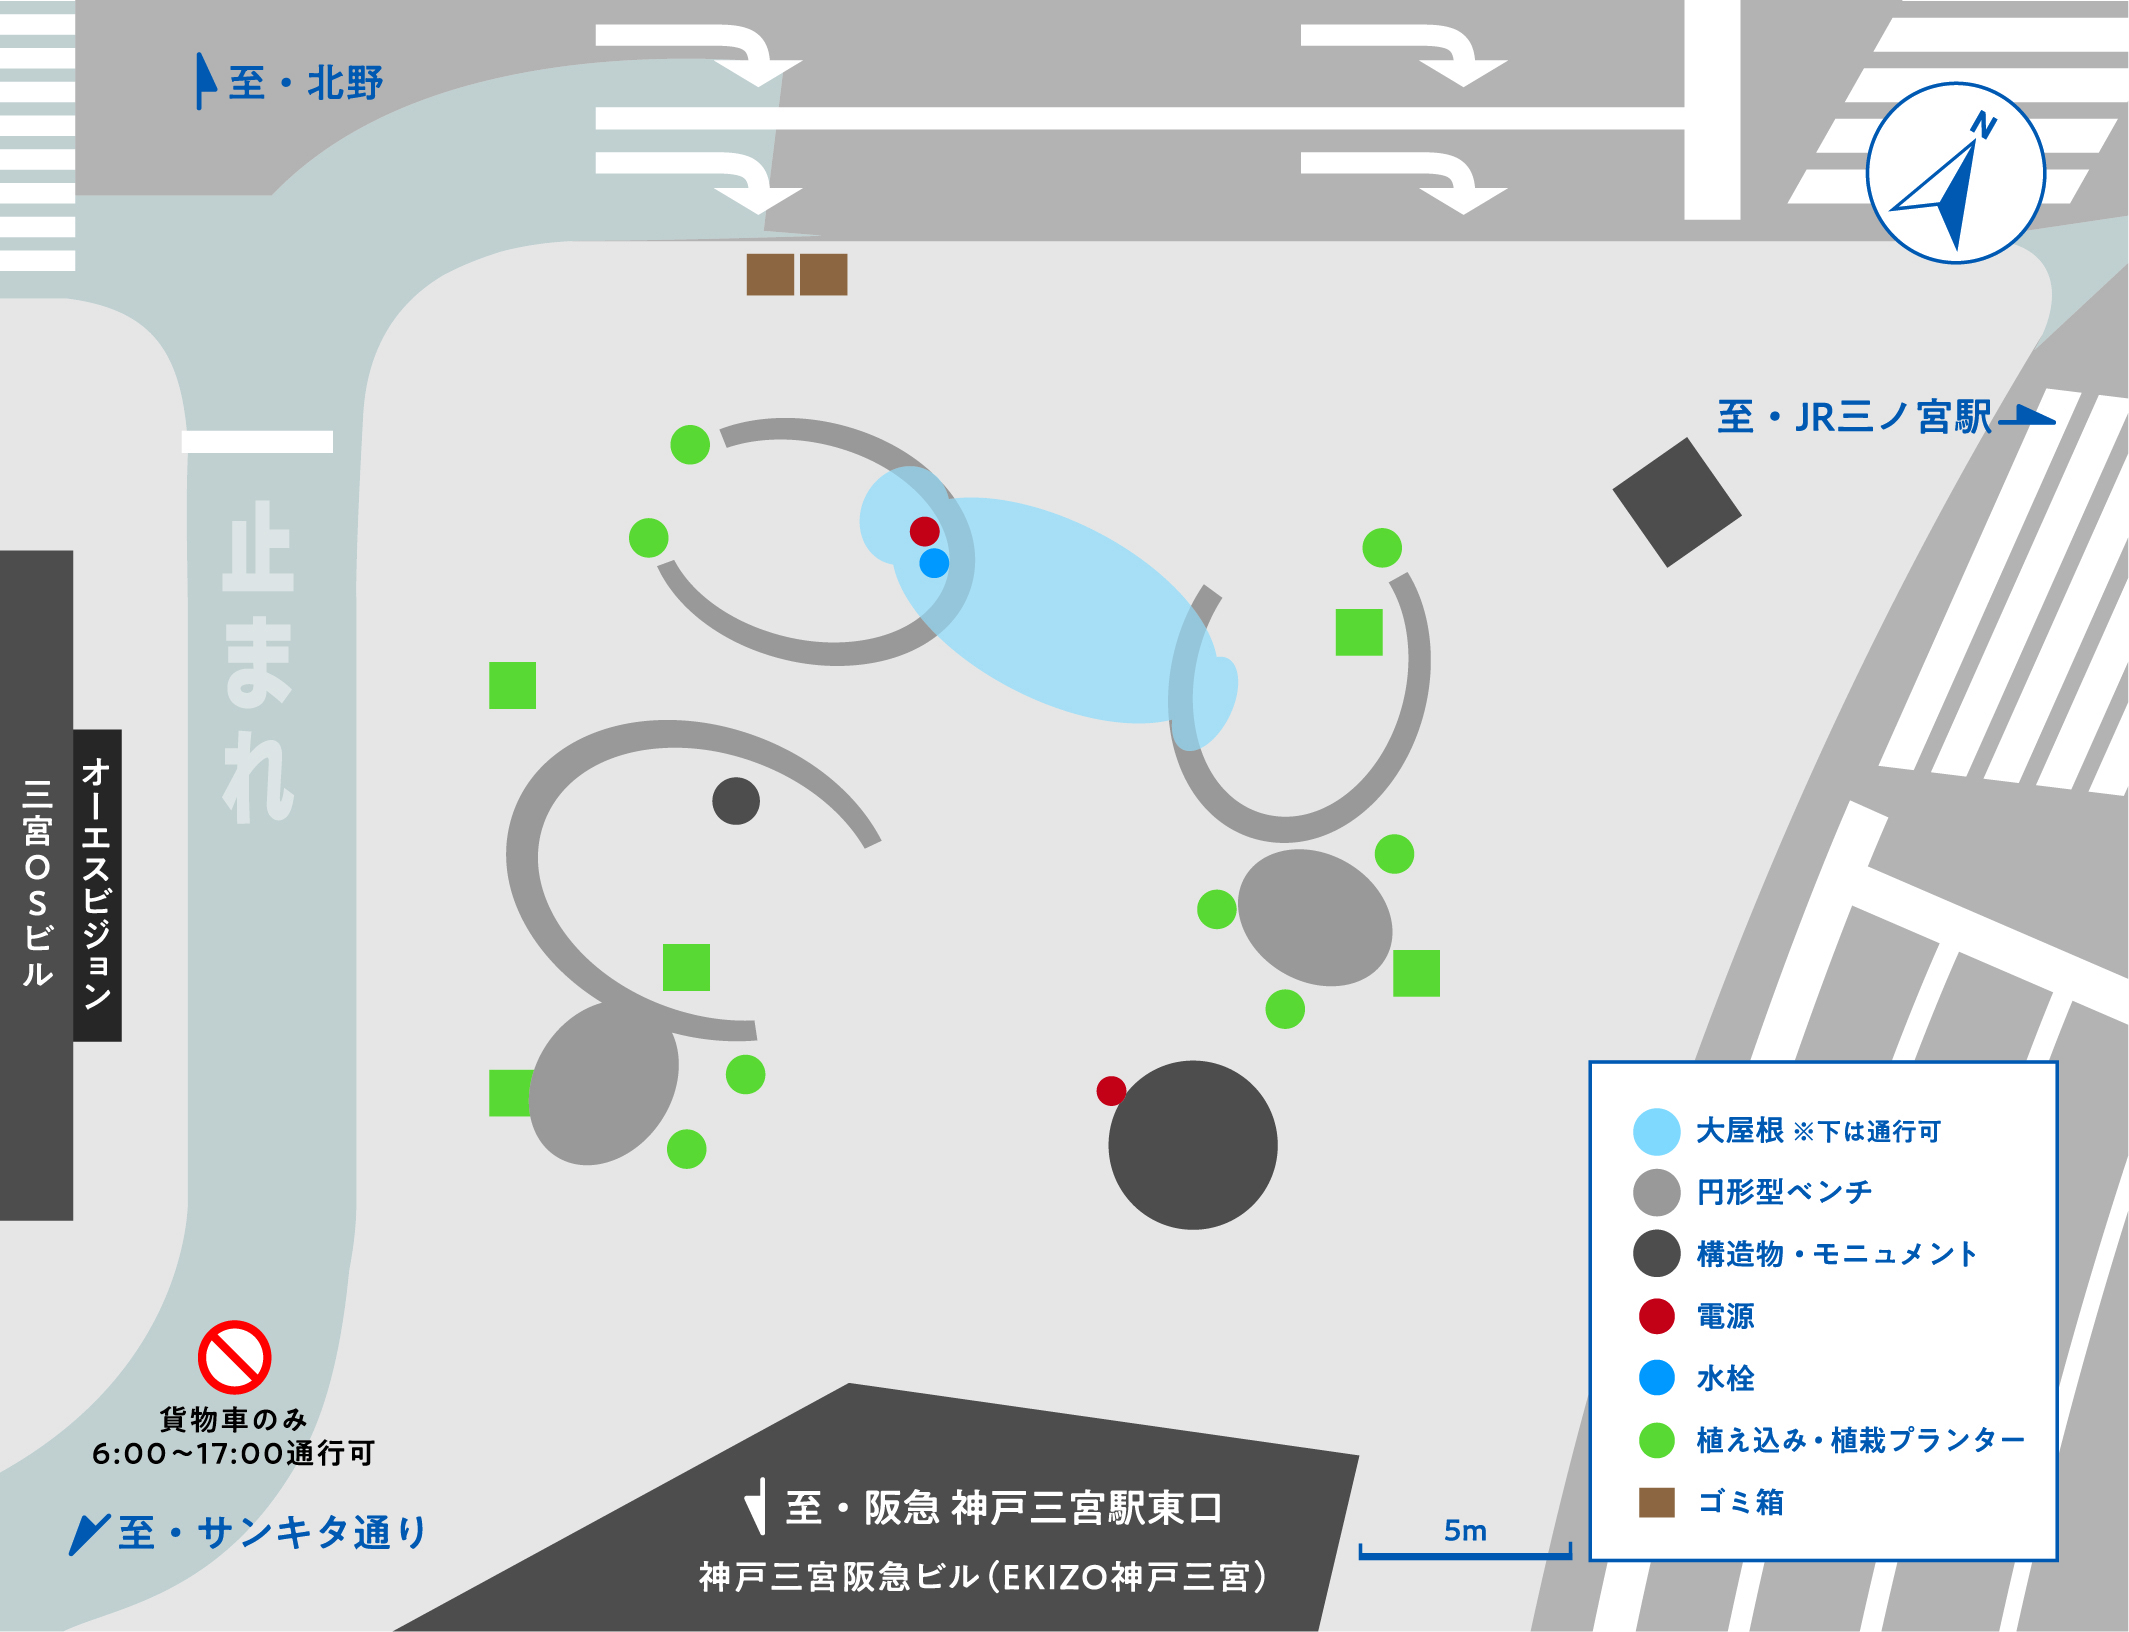 至・北野
N
至・JR三ノ宮駅
止まれ
オーエスビジョン
三宮OSビル
大屋根 ※下は通行可
円形型ベンチ
構造物・モニュメント
電源
水栓
植え込み・植栽プランター
ゴミ箱
貨物車のみ
6:00～17:00通行可
至・サンキタ通り
至・阪急 神戸三宮駅東口
神戸三宮阪急ビル（EKIZO神戸三宮）
5m